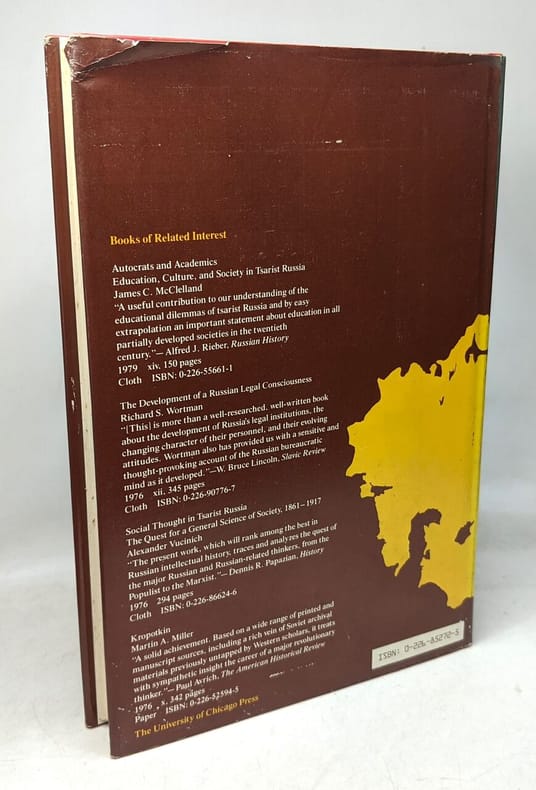 Books of Related Interest
Autocrats and Academics
Education, Culture, and Society in Tsarist Russia
James C. McClelland
“A useful contribution to our understanding of the
educational dilemmas of tsarist Russia and by easy
extrapolation an important statement about education in all
partially developed societies in the twentieth
century.”—Alfred J. Rieber, Russian History
1979 xiv, 150 pages
Cloth ISBN: 0-226-55661-1
The Development of a Russian Legal Consciousness
Richard S. Wortman
“[This] is more than a well-researched, well-written book
about the development of Russia's legal institutions, the
changing character of their personnel, and their evolving
attitudes. Wortman also has provided us with a sensitive and
thought-provoking account of the Russian bureaucratic
mind as it developed.”—W. Bruce Lincoln, Slavic Review
1976 xii, 345 pages
Cloth ISBN: 0-226-90776-7
Social Thought in Tsarist Russia
The Quest for a General Science of Society, 1861–1917
Alexander Vucinich
“The present work, which will rank among the best in
Russian intellectual history, traces and analyzes the quest of
the major Russian and Russian-related thinkers, from the
Populist to the Marxist.”—Dennis R. Papazian, History
1976 294 pages
Cloth ISBN: 0-226-86624-6
Kropotkin
Martin A. Miller
“A solid achievement. Based on a wide range of printed and
manuscript sources, including a rich vein of Soviet archival
materials previously untapped by Western scholars, it treats
with sympathetic insight the career of a major revolutionary
thinker.”—Paul Avrich, The American Historical Review
1976 x, 342 pages
Paper ISBN: 0-226-52594-5
The University of Chicago Press
ISBN: 0-226-85272-5